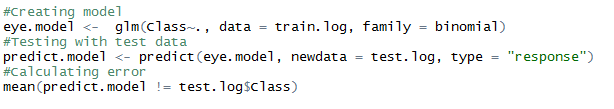 #Creating model
eye.model <-  glm(Class~., data = train.log, family = binomial)
#Testing with test data
predict.model <- predict(eye.model, newdata = test.log, type = "response")
#Calculating error
mean(predict.model != test.log$Class)